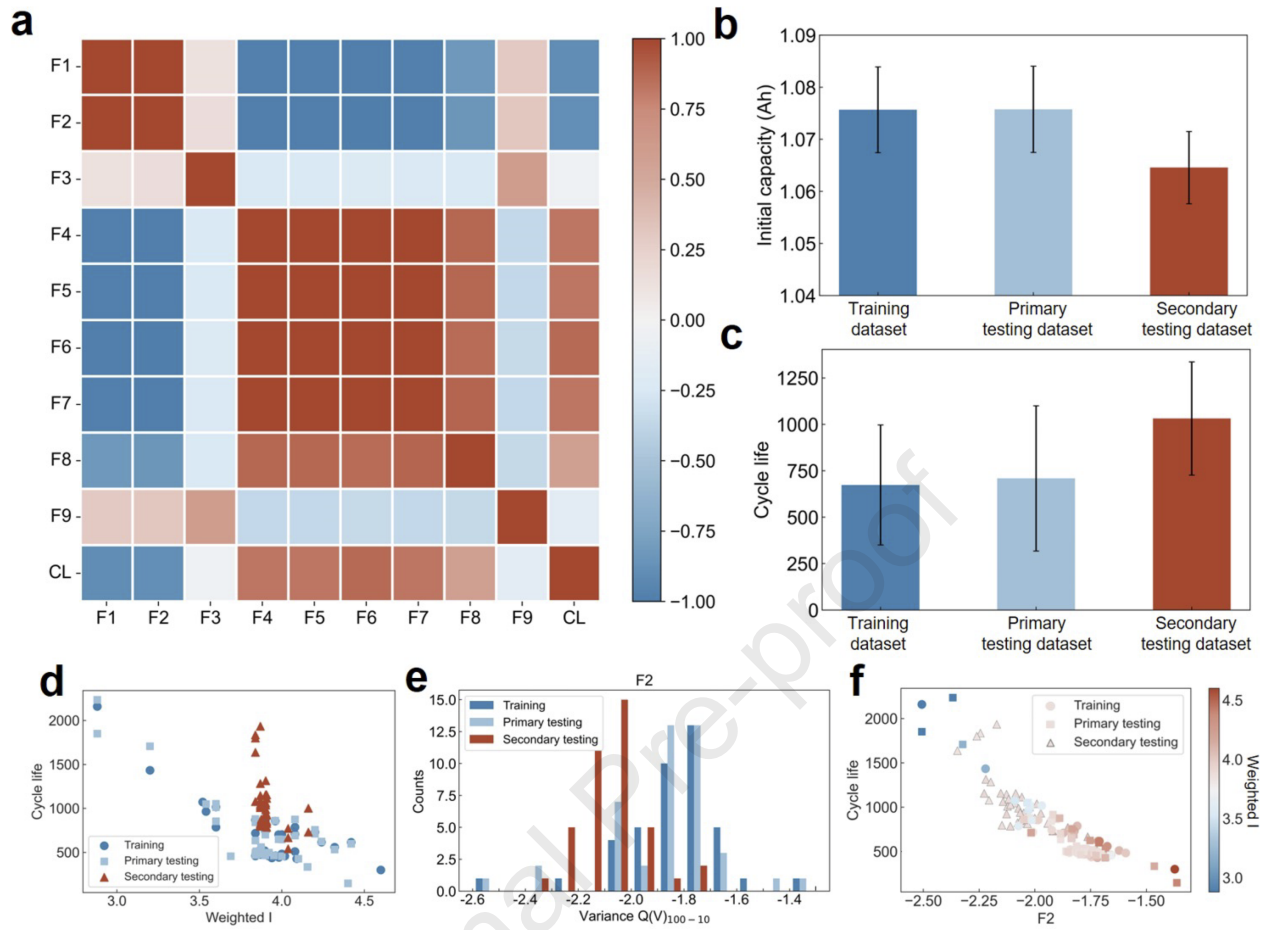 a
F1
F2
F3
F4
F5
F6
F7
F8
F9
CL
F1 F2 F3 F4 F5 F6 F7 F8 F9 CL
1.00
0.75
0.50
0.25
0.00
−0.25
−0.50
−0.75
−1.00
b
Initial capacity (Ah)
1.09
1.08
1.07
1.06
1.05
1.04
Training dataset
Primary testing dataset
Secondary testing dataset
c
Cycle life
1250
1000
750
500
250
0
Training dataset
Primary testing dataset
Secondary testing dataset
d
Cycle life
2000
1500
1000
500
Training
Primary testing
Secondary testing
3.0 3.5 4.0 4.5
Weighted I
e
F2
Counts
15.0
12.5
10.0
7.5
5.0
2.5
0.0
Training
Primary testing
Secondary testing
-2.6 -2.4 -2.2 -2.0 -1.8 -1.6 -1.4
Variance Q(V)100−10
f
Cycle life
2000
1500
1000
500
Training
Primary testing
Secondary testing
−2.50 −2.25 −2.00 −1.75 −1.50
F2
4.5
4.0
3.5
3.0
Weighted I
nal Pre-proof